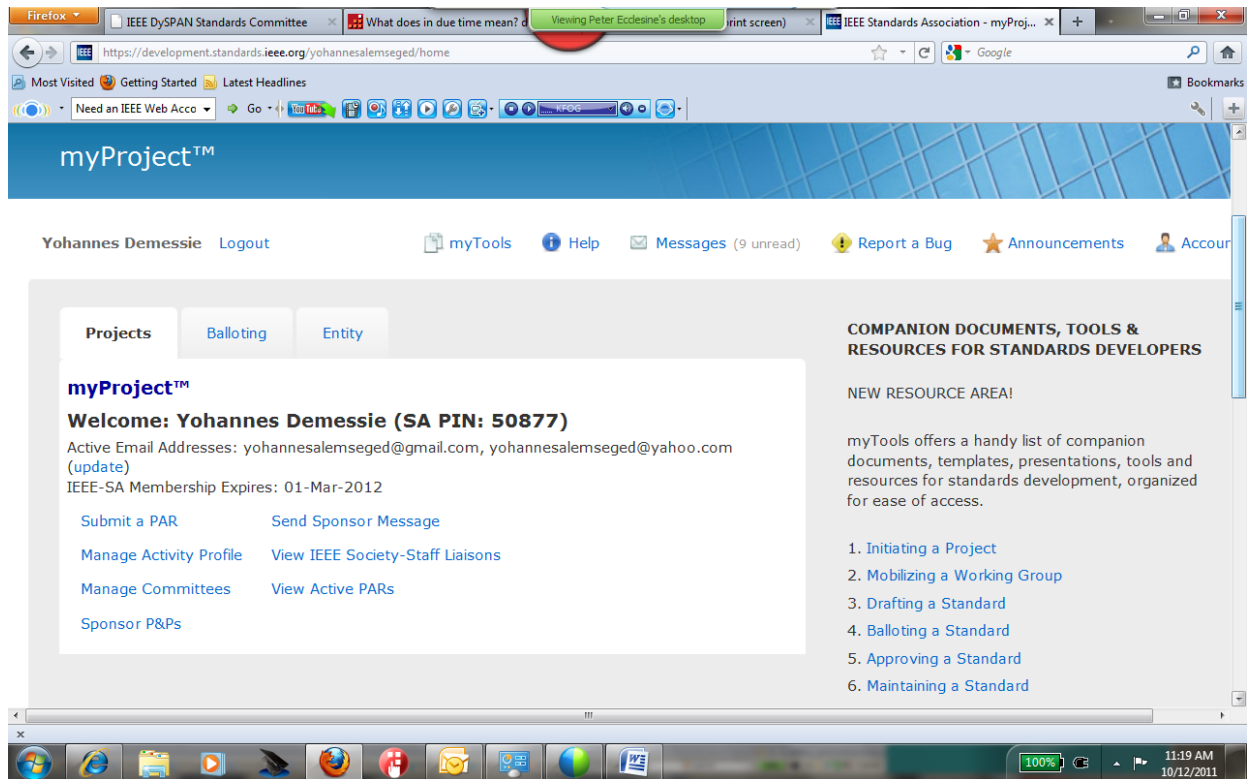 Firefox
IEEE DySPAN Standards Committee
What does in due time mean? d
Viewing Peter Ecclesine's desktop
rint screen)
IEEE IEEE Standards Association - myProj...
IEEE https://development.standards.ieee.org/yohannesalemseged/home
Google
Most Visited Getting Started Latest Headlines
Bookmarks
Need an IEEE Web Acco Go YouTube KFOG
myProject™
Yohannes Demessie Logout myTools Help Messages (9 unread) Report a Bug Announcements Accour
Projects Balloting Entity
myProject™
Welcome: Yohannes Demessie (SA PIN: 50877)
Active Email Addresses: yohannesalemseged@gmail.com, yohannesalemseged@yahoo.com
(update)
IEEE-SA Membership Expires: 01-Mar-2012
Submit a PAR Send Sponsor Message
Manage Activity Profile View IEEE Society-Staff Liaisons
Manage Committees View Active PARs
Sponsor P&Ps
COMPANION DOCUMENTS, TOOLS &
RESOURCES FOR STANDARDS DEVELOPERS
NEW RESOURCE AREA!
myTools offers a handy list of companion
documents, templates, presentations, tools and
resources for standards development, organized
for ease of access.
1. Initiating a Project
2. Mobilizing a Working Group
3. Drafting a Standard
4. Balloting a Standard
5. Approving a Standard
6. Maintaining a Standard
100%
11:19 AM
10/12/2011